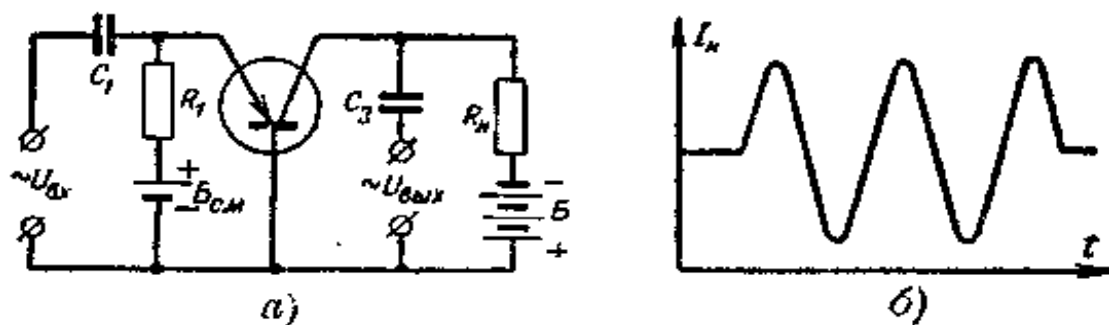 C₁
R₁
~Uвх
+
Бсм
−
C₃
~Uвых
Rн
−
Б
+
а)
Iк
t
б)